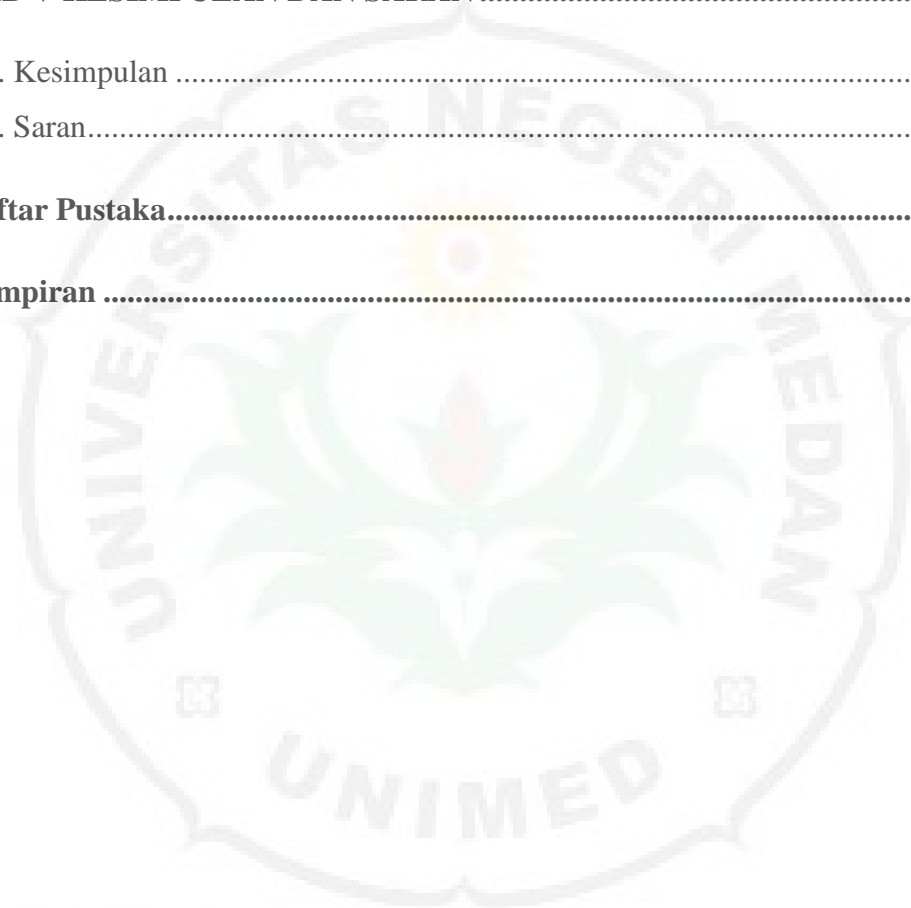 . Kesimpulan ..........................................................................................
. Saran......................................................................................................
ftar Pustaka............................................................................................
mpiran ....................................................................................................
UNIVERSITAS NEGERI MEDAN
UNIMED